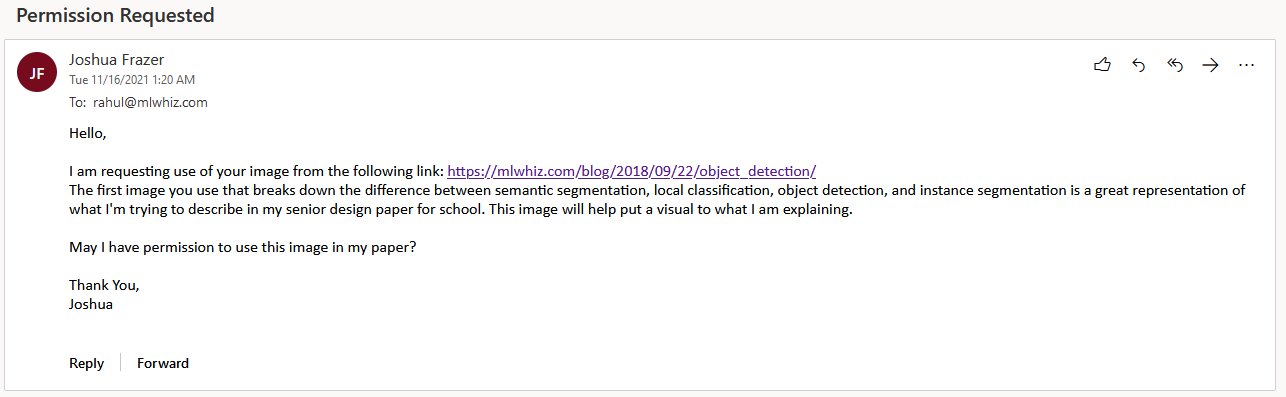 Permission Requested
JF
Joshua Frazer
Tue 11/16/2021 1:20 AM
To: rahul@mlwhiz.com
Hello,
I am requesting use of your image from the following link: https://mlwhiz.com/blog/2018/09/22/object_detection/
The first image you use that breaks down the difference between semantic segmentation, local classification, object detection, and instance segmentation is a great representation of
what I'm trying to describe in my senior design paper for school. This image will help put a visual to what I am explaining.
May I have permission to use this image in my paper?
Thank You,
Joshua
Reply
Forward